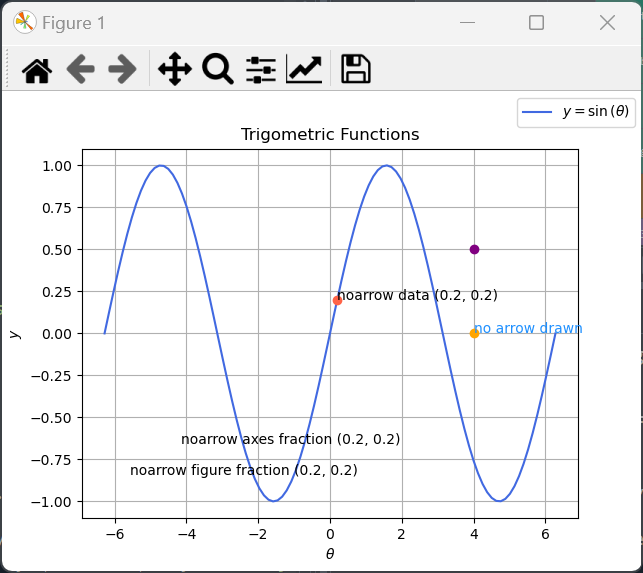 Figure 1
y = sin (θ)
Trigometric Functions
1.00
0.75
0.50
0.25
0.00
−0.25
−0.50
−0.75
−1.00
y
noarrow data (0.2, 0.2)
no arrow drawn
noarrow axes fraction (0.2, 0.2)
noarrow figure fraction (0.2, 0.2)
−6 −4 −2 0 2 4 6
θ